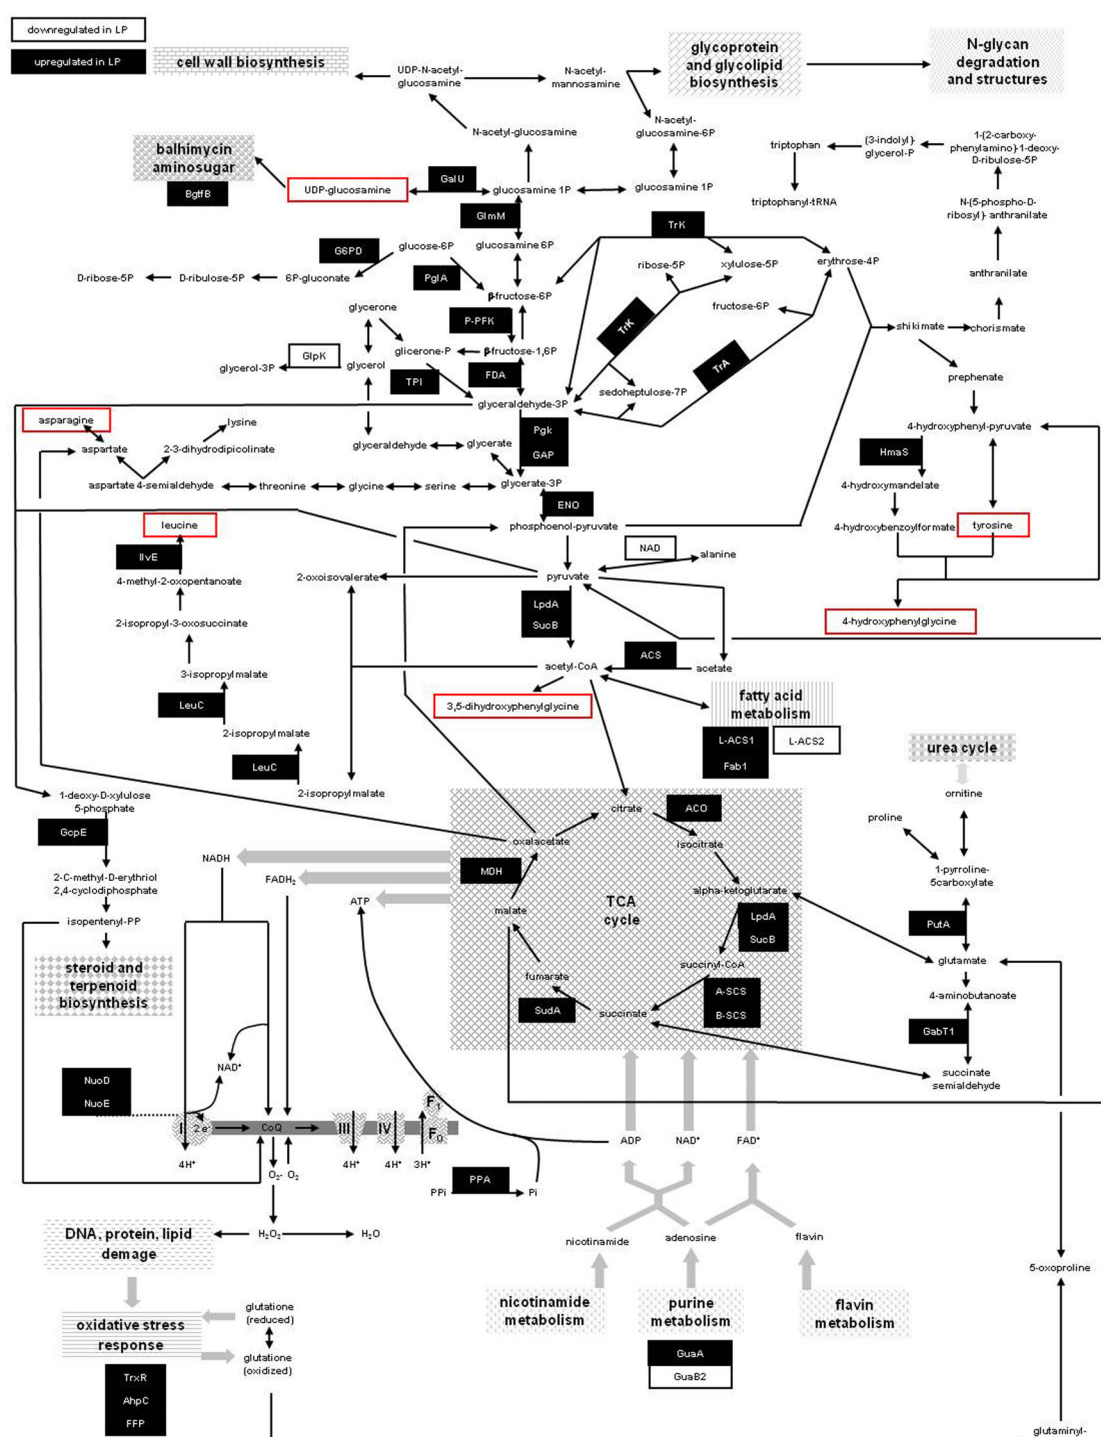 downregulated in LP
upregulated in LP
cell wall biosynthesis
UDP-N-acetyl-
glucosamine
N-acetyl-
mannosamine
glycoprotein
and glycolipid
biosynthesis
N-glycan
degradation
and structures
N-acetyl-glucosamine
N-acetyl-
glucosamine-6P
balhimycin
aminosugar
BgtfB
UDP-glucosamine
GalU
glucosamine 1P
glucosamine 1P
triptophan
(3-indolyl)
glycerol-P
1-(2-carboxy-
phenylamino)1-deoxy-
D-ribulose-5P
triptophanyl-tRNA
N-(5-phospho-D-
ribosyl) anthranilate
GlmM
glucosamine 6P
TrK
G6PD
glucose-6P
D-ribose-5P
D-ribulose-5P
6P-gluconate
PglA
β-fructose-6P
ribose-5P
xylulose-5P
erythrose-4P
anthranilate
fructose-6P
glycerone
P-PFK
TrK
shikimate
chorismate
glicerone-P
β-fructose-1,6P
GlpK
glycerol-3P
glycerol
TPI
FDA
TrA
prephenate
sedoheptulose-7P
glyceraldehyde-3P
asparagine
lysine
Pgk
GAP
4-hydroxyphenyl-pyruvate
aspartate
2-3-dihydrodipicolinate
glyceraldehyde
glycerate
HmaS
aspartate 4-semialdehyde
threonine
glycine
serine
glycerate-3P
4-hydroxymandelate
ENO
leucine
phosphoenol-pyruvate
4-hydroxybenzoylformate
tyrosine
IlvE
NAD
alanine
4-methyl-2-oxopentanoate
2-oxoisovalerate
pyruvate
LpdA
SucB
2-isopropyl-3-oxosuccinate
4-hydroxyphenylglycine
ACS
3-isopropylmalate
acetyl-CoA
acetate
LeuC
3,5-dihydroxyphenylglycine
fatty acid
metabolism
2-isopropylmalate
L-ACS1
Fab1
L-ACS2
urea cycle
LeuC
2-isopropylmalate
ornitine
1-deoxy-D-xylulose
5-phosphate
citrate
ACO
proline
GcpE
oxalacetate
isocitrate
NADH
MDH
1-pyrroline-
5carboxylate
2-C-methyl-D-erythriol
2,4-cyclodiphosphate
FADH2
alpha-ketoglutarate
ATP
TCA
cycle
malate
LpdA
SucB
PutA
isopentenyl-PP
steroid and
terpenoid
biosynthesis
succinyl-CoA
glutamate
fumarate
A-SCS
B-SCS
4-aminobutanoate
SudA
succinate
GabT1
NAD+
succinate
semialdehyde
NuoD
NuoE
F1
I
2 e-
CoQ
III
IV
F0
ADP
NAD+
FAD+
4H+
O2-
O2
4H+
4H+
3H+
PPA
PPi
Pi
DNA, protein, lipid
demage
H2O2
H2O
nicotinamide
adenosine
flavin
5-oxoproline
nicotinamide
metabolism
purine
metabolism
flavin
metabolism
glutatione
(reduced)
oxidative stress
response
GuaA
GuaB2
glutatione
(oxidized)
TrxR
AhpC
FFP
glutaminyl-